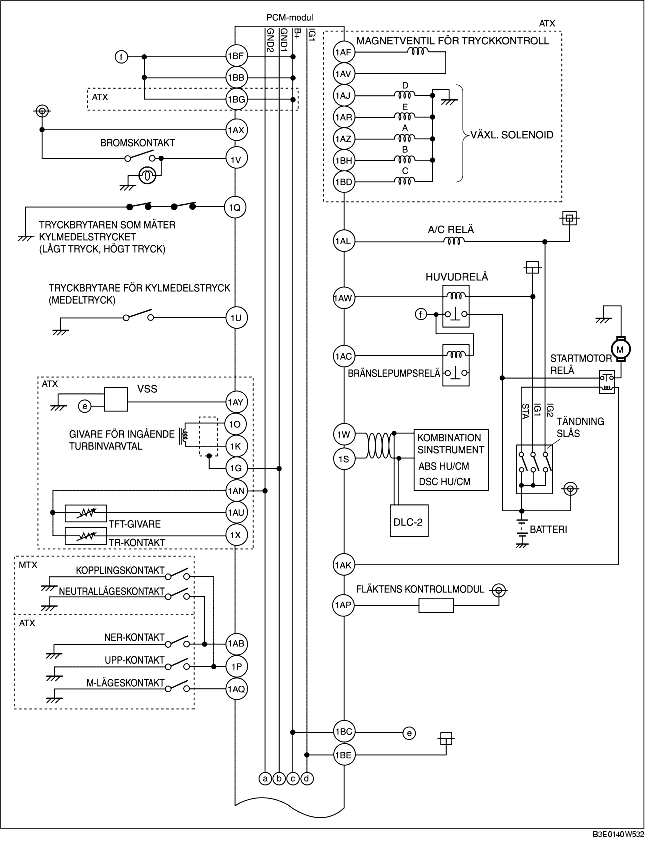 PCM-modul
GND2
GND1
B+
IG1
ATX
f
1BF
1BB
ATX
1BG
1AX
BROMSKONTAKT
1V
1Q
TRYCKBRYTAREN SOM MÄTER
KYLMEDELSTRYCKET
(LÅGT TRYCK, HÖGT TRYCK)
TRYCKBRYTARE FÖR KYLMEDELSTRYCK
(MEDELTRYCK)
1U
ATX
VSS
e
1AY
GIVARE FÖR INGÅENDE
TURBINVARVTAL
1O
1K
1G
1AN
1AU
TFT-GIVARE
1X
TR-KONTAKT
MTX
KOPPLINGSKONTAKT
NEUTRALLÄGESKONTAKT
ATX
NER-KONTAKT
1AB
UPP-KONTAKT
1P
M-LÄGESKONTAKT
1AQ
a
b
c
d
MAGNETVENTIL FÖR TRYCKKONTROLL
1AF
1AV
1AJ
D
1AR
E
1AZ
A
1BH
B
1BD
C
VÄXL. SOLENOID
1AL
A/C RELÄ
HUVUDRELÄ
1AW
f
1AC
BRÄNSLEPUMPSRELÄ
M
STARTMOTOR
RELÄ
STA
IG1
IG2
TÄNDNING
SLÅS
1W
1S
KOMBINATION
SINSTRUMENT
ABS HU/CM
DSC HU/CM
DLC-2
BATTERI
1AK
1AP
FLÄKTENS KONTROLLMODUL
1BC
e
1BE
B3E0140W532